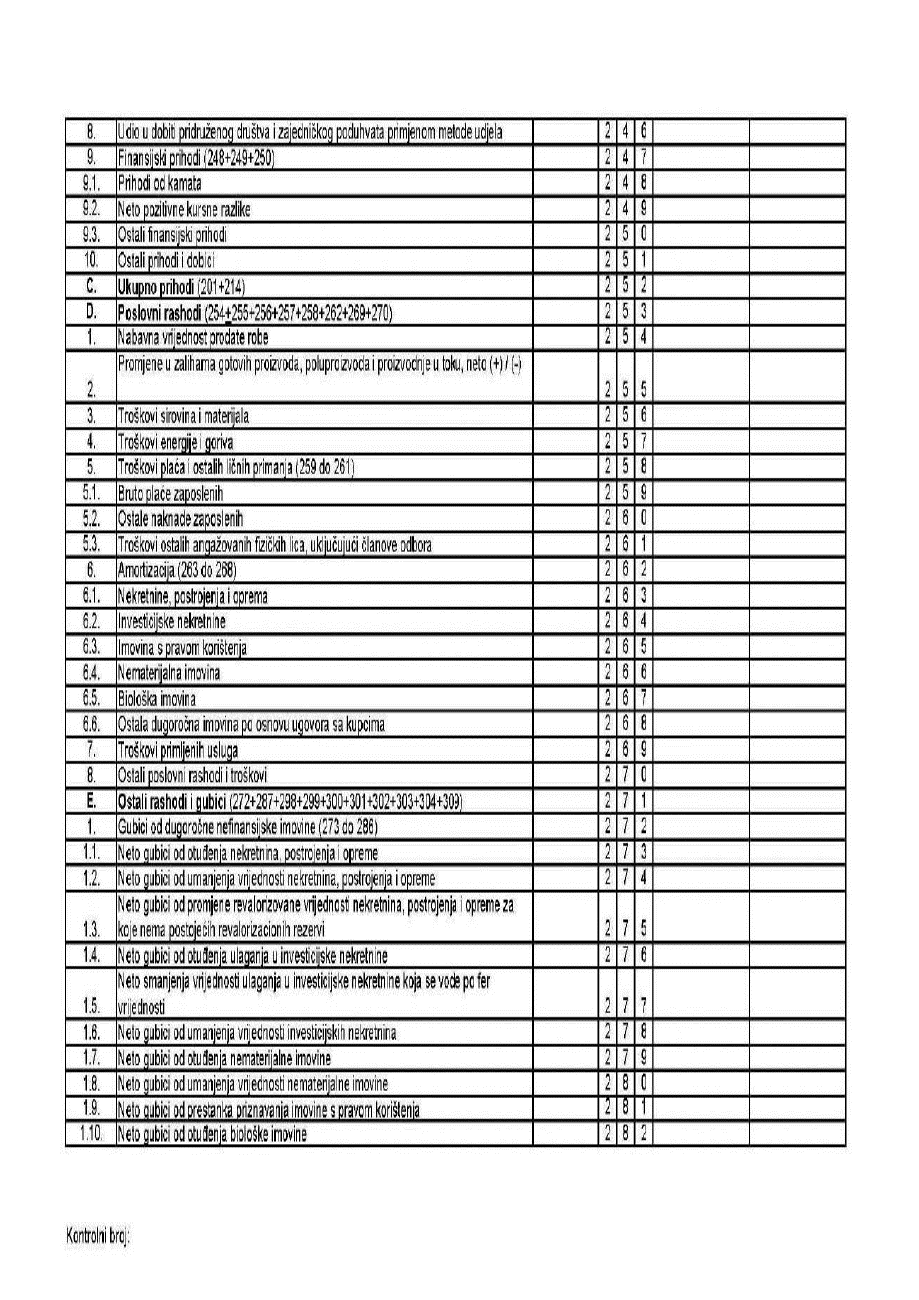 8. Udio u dobiti pridruženog društva i zajedničkog poduhvata primjenom metode udjela 2 4 6
9. Finansijski prihodi (248+249+250) 2 4 7
9.1. Prihodi od kamata 2 4 8
9.2. Neto pozitivne kursne razlike 2 4 9
9.3. Ostali finansijski prihodi 2 5 0
10. Ostali prihodi i dobici 2 5 1
C. Ukupno prihodi (201+214) 2 5 2
D. Poslovni rashodi (254+255+256+257+258+262+269+270) 2 5 3
1. Nabavna vrijednost prodate robe 2 5 4
Promjene u zalihama gotovih proizvoda, poluproizvoda i proizvodnje u toku, neto (+) / (-)
2. 2 5 5
3. Troškovi sirovina i materijala 2 5 6
4. Troškovi energije i goriva 2 5 7
5. Troškovi plaća i ostalih ličnih primanja (259 do 261) 2 5 8
5.1. Bruto plaće zaposlenih 2 5 9
5.2. Ostale naknade zaposlenih 2 6 0
5.3. Troškovi ostalih angažovanih fizičkih lica, uključujući članove odbora 2 6 1
6. Amortizacija (263 do 268) 2 6 2
6.1. Nekretnine, postrojenja i oprema 2 6 3
6.2. Investicijske nekretnine 2 6 4
6.3. Imovina s pravom korištenja 2 6 5
6.4. Nematerijalna imovina 2 6 6
6.5. Biološka imovina 2 6 7
6.6. Ostala dugoročna imovina po osnovu ugovora sa kupcima 2 6 8
7. Troškovi primljenih usluga 2 6 9
8. Ostali poslovni rashodi i troškovi 2 7 0
E. Ostali rashodi i gubici (272+287+298+299+300+301+302+303+304+309) 2 7 1
1. Gubici od dugoročne nefinansijske imovine (273 do 286) 2 7 2
1.1. Neto gubici od otuđenja nekretnina, postrojenja i opreme 2 7 3
1.2. Neto gubici od umanjenja vrijednosti nekretnina, postrojenja i opreme 2 7 4
Neto gubici od promjene revalorizovane vrijednosti nekretnina, postrojenja i opreme za
1.3. koje nema postojećih revalorizacionih rezervi 2 7 5
1.4. Neto gubici od otuđenja ulaganja u investicijske nekretnine 2 7 6
Neto smanjenja vrijednosti ulaganja u investicijske nekretnine koja se vode po fer
1.5. vrijednosti 2 7 7
1.6. Neto gubici od umanjenja vrijednosti investicijskih nekretnina 2 7 8
1.7. Neto gubici od otuđenja nematerijalne imovine 2 7 9
1.8. Neto gubici od umanjenja vrijednosti nematerijalne imovine 2 8 0
1.9. Neto gubici od prestanka priznavanja imovine s pravom korištenja 2 8 1
1.10. Neto gubici od otuđenja biološke imovine 2 8 2
Kontrolni broj: